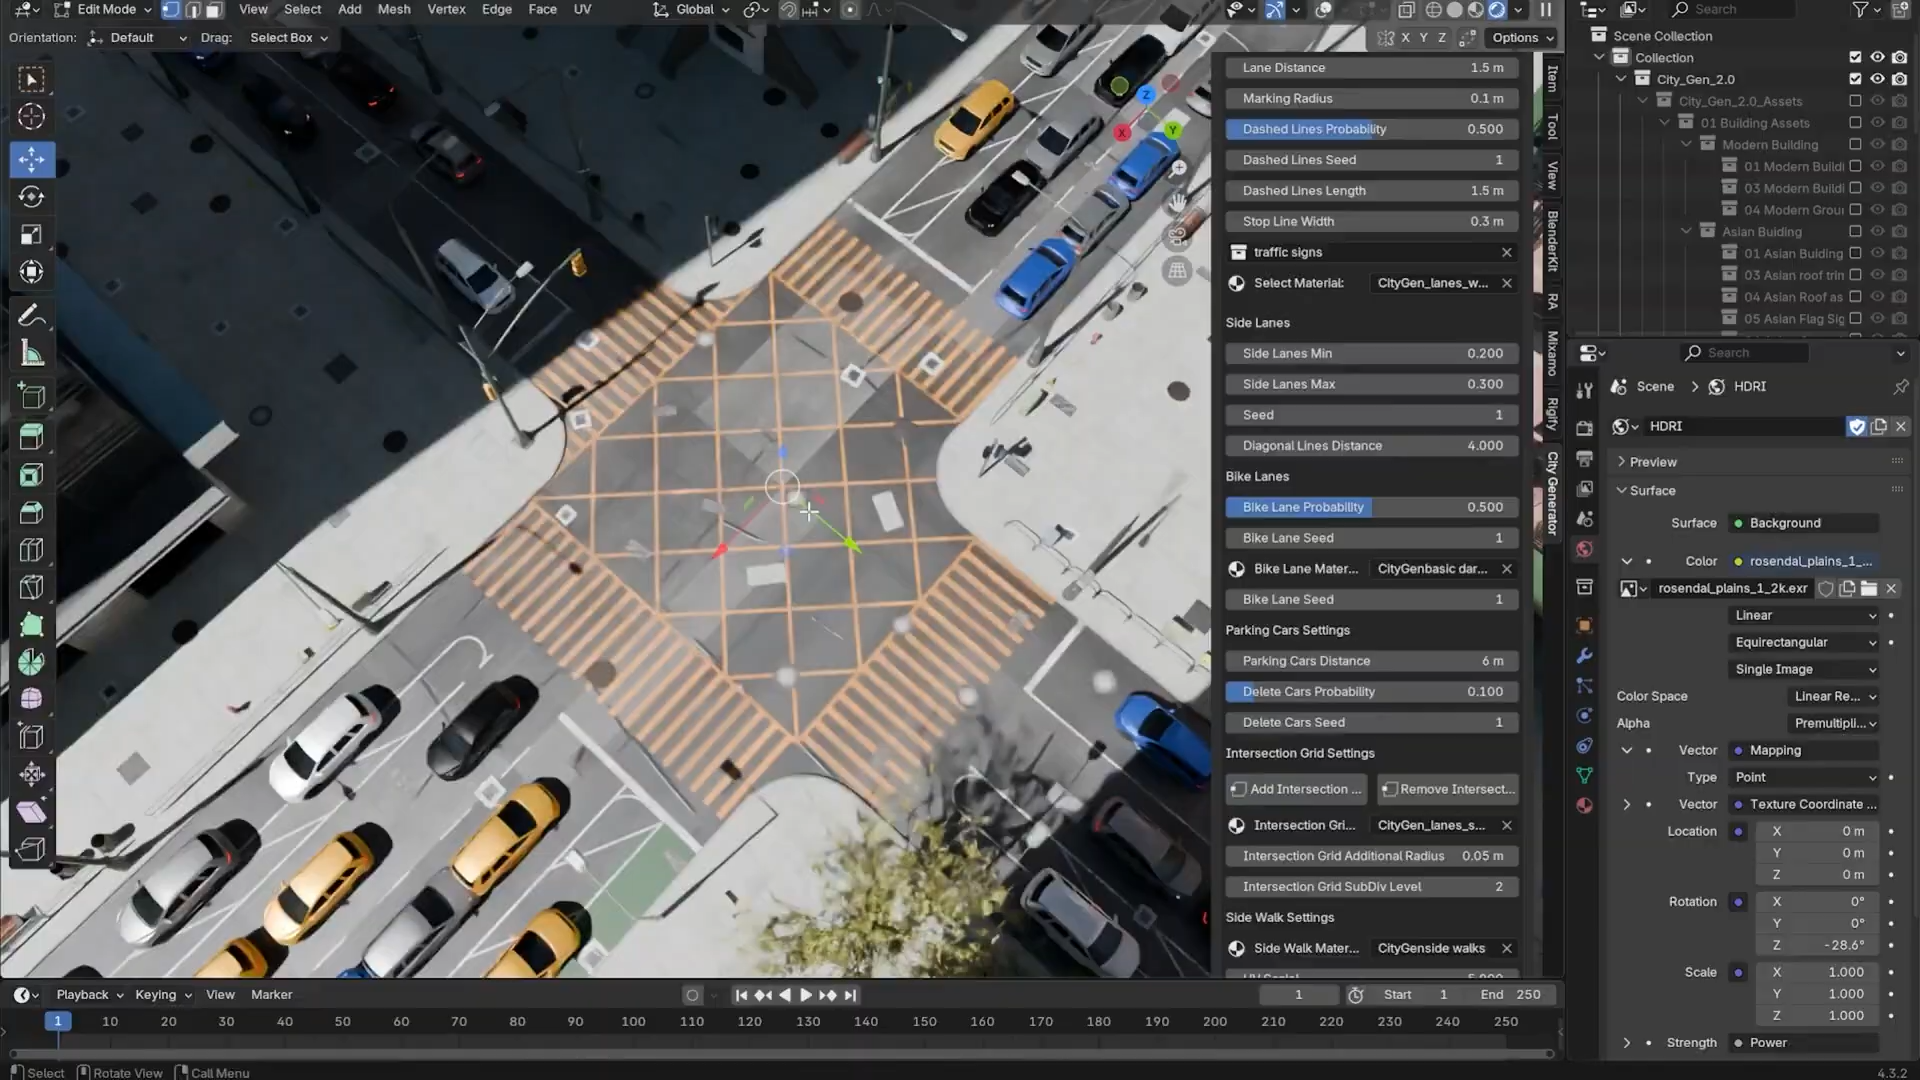 Edit Mode View Select Add Mesh Vertex Edge Face UV Global
Search
Orientation: Default Drag: Select Box
X Y Z Options
Scene Collection
Collection
City_Gen_2.0
City_Gen_2.0_Assets
01 Building Assets
Modern Building
01 Modern Buildi
03 Modern Buildi
04 Modern Grou
Asian Buiding
01 Asian Buiding
03 Asian roof trin
04 Asian Roof as
05 Asian Flag Sig
Lane Distance 1.5 m
Marking Radius 0.1 m
Dashed Lines Probability 0.500
Dashed Lines Seed 1
Dashed Lines Length 1.5 m
Stop Line Width 0.3 m
traffic signs
Select Material: CityGen_lanes_w...
Side Lanes
Side Lanes Min 0.200
Side Lanes Max 0.300
Seed 1
Diagonal Lines Distance 4.000
Bike Lanes
Bike Lane Probability 0.500
Bike Lane Seed 1
Bike Lane Mater... CityGenbasic dar...
Bike Lane Seed 1
Parking Cars Settings
Parking Cars Distance 6 m
Delete Cars Probability 0.100
Delete Cars Seed 1
Intersection Grid Settings
Add Intersection ... Remove Intersect...
Intersection Gri... CityGen_lanes_s...
Intersection Grid Additional Radius 0.05 m
Intersection Grid SubDiv Level 2
Side Walk Settings
Side Walk Mater... CityGenside walks
Item
Tool
View
BlenderKit
RA
Mixamo
Rigify
City Generator
X
Y
Z
Search
Scene > HDRI
HDRI
Preview
Surface
Surface Background
Color rosendal_plains_1_...
rosendal_plains_1_2k.exr
Linear
Equirectangular
Single Image
Color Space Linear Re...
Alpha Premultipli...
Vector Mapping
Type Point
Vector Texture Coordinate ...
Location X 0 m
Y 0 m
Z 0 m
Rotation X 0°
Y 0°
Z -28.6°
Scale X 1.000
Y 1.000
Z 1.000
Strength Power
Playback Keying View Marker
1 Start 1 End 250
1 10 20 30 40 50 60 70 80 90 100 110 120 130 140 150 160 170 180 190 200 210 220 230 240 250
Select Rotate View Call Menu
4.3.2